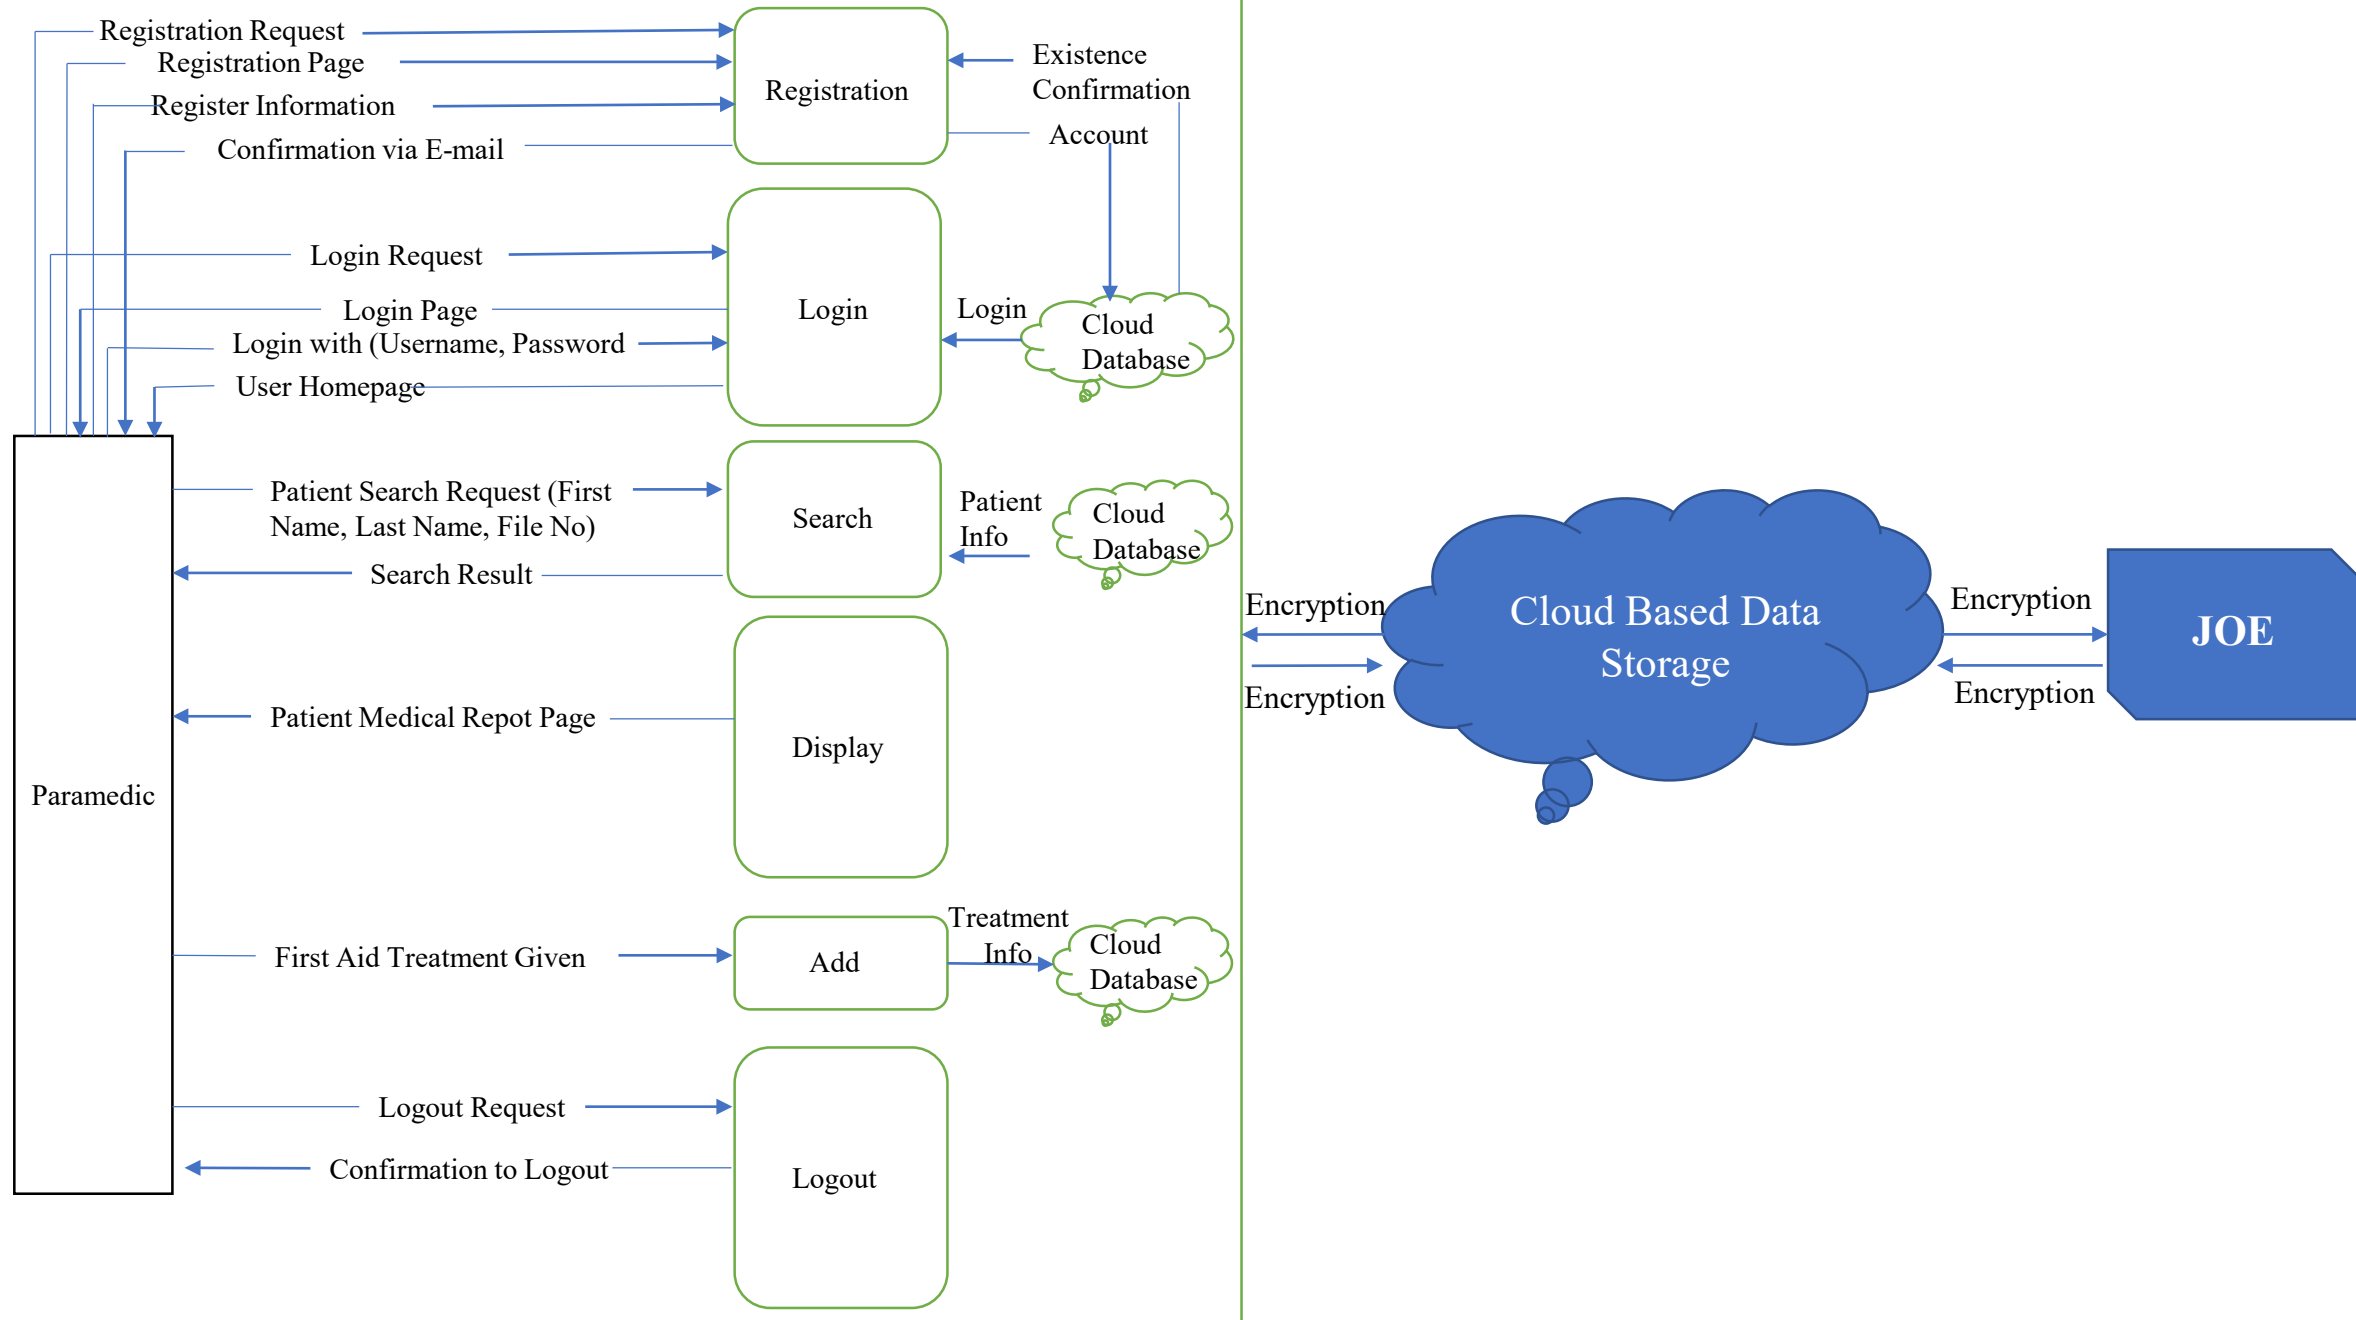 Registration Request
Registration Page
Register Information
Confirmation via E-mail
Registration
Existence
Confirmation
Account
Login Request
Login Page
Login with (Username, Password
User Homepage
Login
Login
Cloud
Database
Paramedic
Patient Search Request (First
Name, Last Name, File No)
Search Result
Search
Patient
Info
Cloud
Database
Patient Medical Repot Page
Display
First Aid Treatment Given
Add
Treatment
Info
Cloud
Database
Logout Request
Confirmation to Logout
Logout
Encryption
Encryption
Cloud Based Data
Storage
Encryption
Encryption
JOE